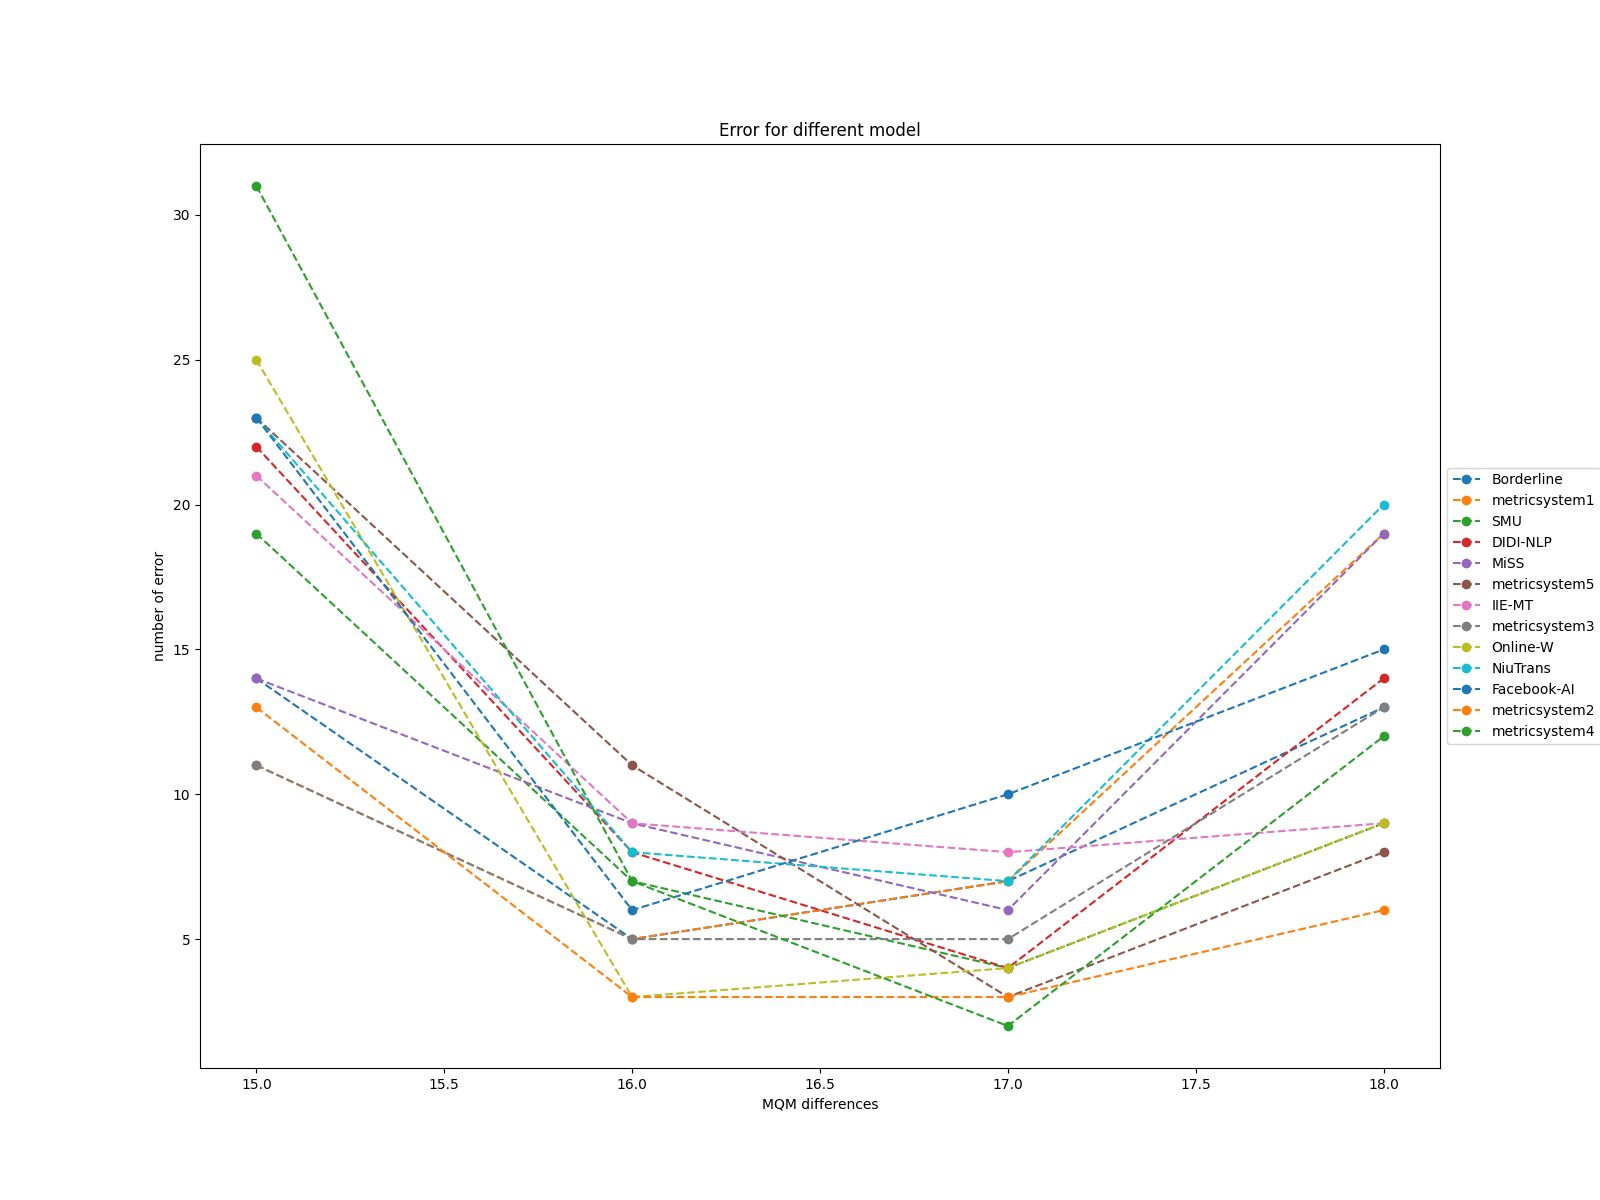 Error for different model
number of error
30
25
20
15
10
5
15.0 15.5 16.0 16.5 17.0 17.5 18.0
MQM differences
Borderline
metricsystem1
SMU
DIDI-NLP
MiSS
metricsystem5
IIE-MT
metricsystem3
Online-W
NiuTrans
Facebook-AI
metricsystem2
metricsystem4